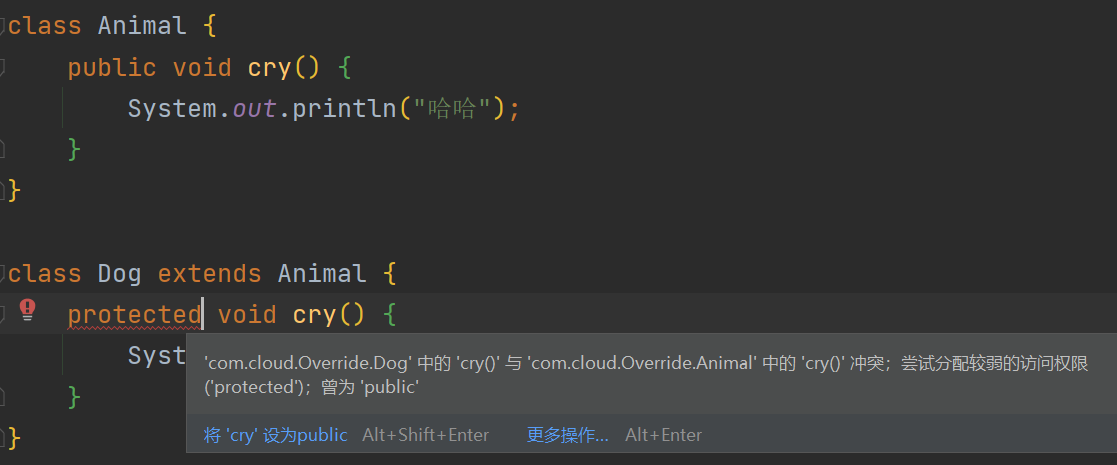 class Animal {
public void cry() {
System.out.println("哈哈");
}
}
class Dog extends Animal {
protected void cry() {
Syst
'com.cloud.Override.Dog' 中的 'cry()' 与 'com.cloud.Override.Animal' 中的 'cry()' 冲突；尝试分配较弱的访问权限
('protected')；曾为 'public'
}
将 'cry' 设为public Alt+Shift+Enter 更多操作... Alt+Enter
}